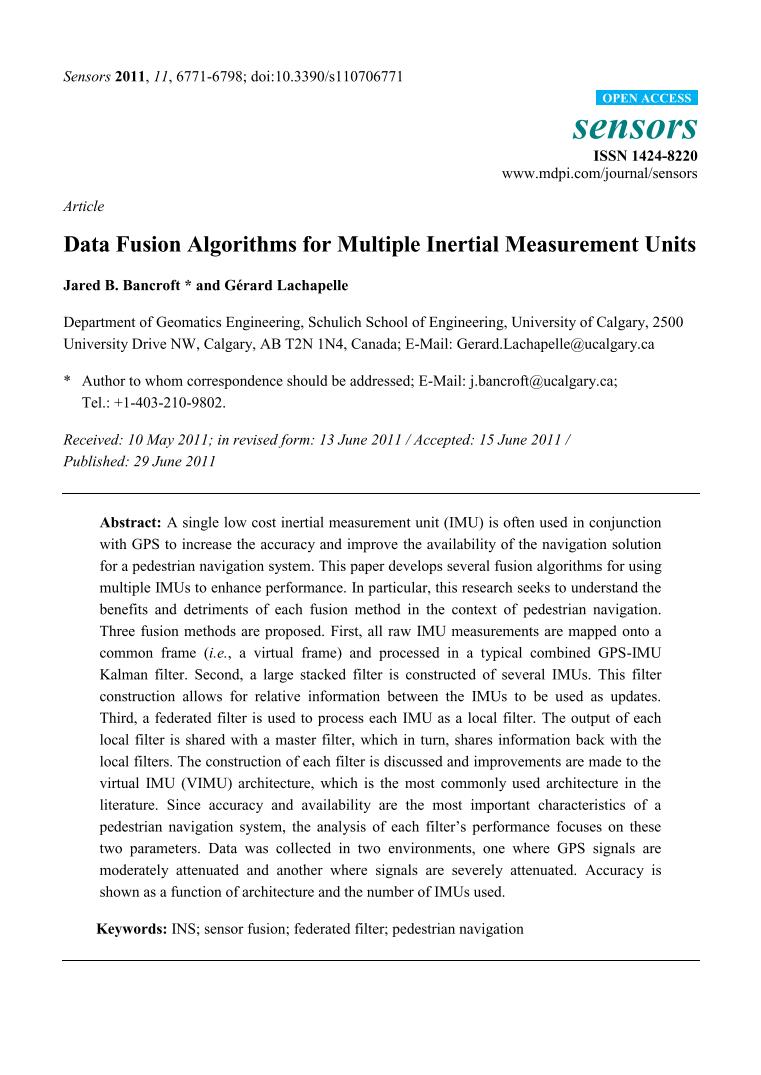 Sensors 2011, 11, 6771-6798; doi:10.3390/s110706771
OPEN ACCESS
sensors
ISSN 1424-8220
www.mdpi.com/journal/sensors
Article
Data Fusion Algorithms for Multiple Inertial Measurement Units
Jared B. Bancroft * and Gérard Lachapelle
Department of Geomatics Engineering, Schulich School of Engineering, University of Calgary, 2500
University Drive NW, Calgary, AB T2N 1N4, Canada; E-Mail: Gerard.Lachapelle@ucalgary.ca
* Author to whom correspondence should be addressed; E-Mail: j.bancroft@ucalgary.ca;
Tel.: +1-403-210-9802.
Received: 10 May 2011; in revised form: 13 June 2011 / Accepted: 15 June 2011 /
Published: 29 June 2011
Abstract: A single low cost inertial measurement unit (IMU) is often used in conjunction
with GPS to increase the accuracy and improve the availability of the navigation solution
for a pedestrian navigation system. This paper develops several fusion algorithms for using
multiple IMUs to enhance performance. In particular, this research seeks to understand the
benefits and detriments of each fusion method in the context of pedestrian navigation.
Three fusion methods are proposed. First, all raw IMU measurements are mapped onto a
common frame (i.e., a virtual frame) and processed in a typical combined GPS-IMU
Kalman filter. Second, a large stacked filter is constructed of several IMUs. This filter
construction allows for relative information between the IMUs to be used as updates.
Third, a federated filter is used to process each IMU as a local filter. The output of each
local filter is shared with a master filter, which in turn, shares information back with the
local filters. The construction of each filter is discussed and improvements are made to the
virtual IMU (VIMU) architecture, which is the most commonly used architecture in the
literature. Since accuracy and availability are the most important characteristics of a
pedestrian navigation system, the analysis of each filter's performance focuses on these
two parameters. Data was collected in two environments, one where GPS signals are
moderately attenuated and another where signals are severely attenuated. Accuracy is
shown as a function of architecture and the number of IMUs used.
Keywords: INS; sensor fusion; federated filter; pedestrian navigation